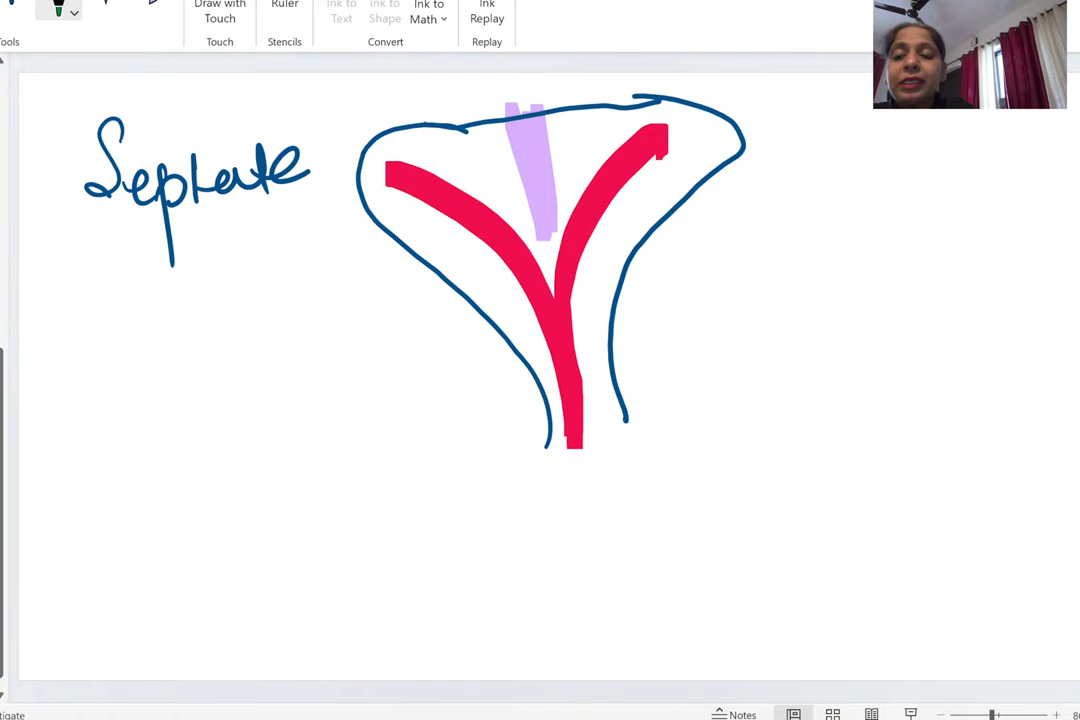 Draw with Touch
Ruler
Ink to Text
Ink to Shape
Ink to Math
Ink Replay
Touch
Stencils
Convert
Replay
Septate
Notes